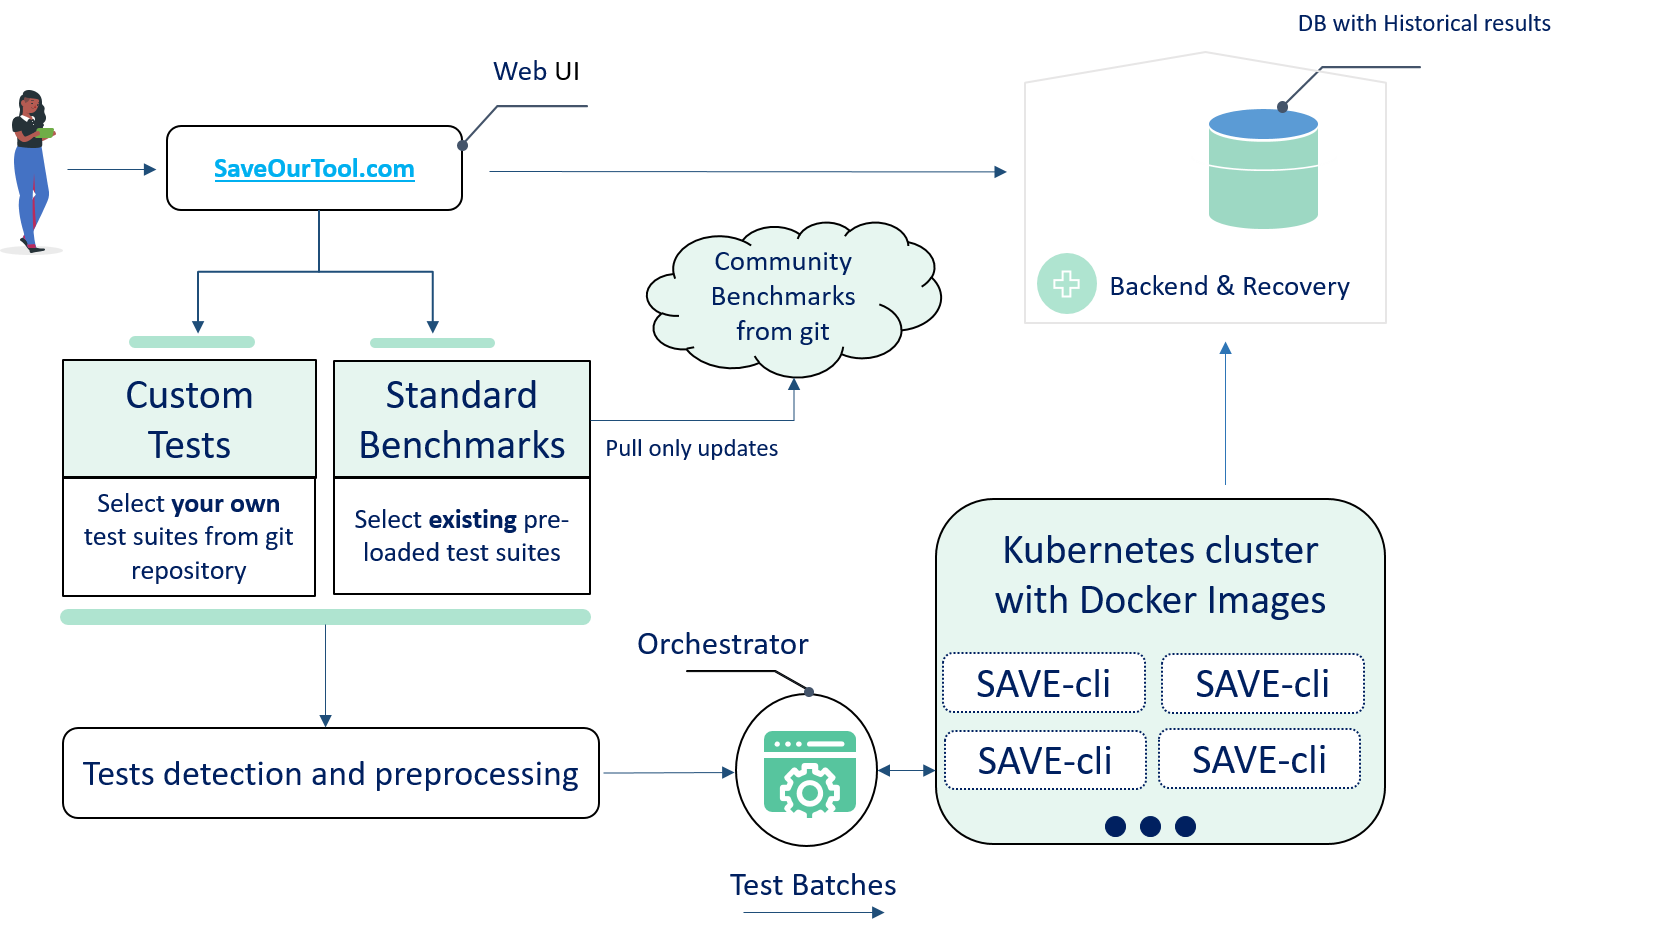 DB with Historical results
Web UI
SaveOurTool.com
Community
Benchmarks
from git
Backend & Recovery
Custom
Tests
Standard
Benchmarks
Pull only updates
Select your own
test suites from git
repository
Select existing pre-
loaded test suites
Kubernetes cluster
with Docker Images
Orchestrator
SAVE-cli
SAVE-cli
SAVE-cli
SAVE-cli
Tests detection and preprocessing
Test Batches